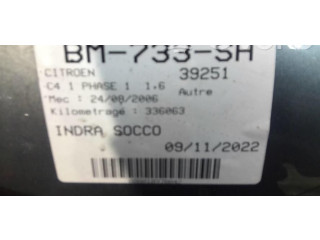 BM-733-SH
CITROEN 39251
C4 1 PHASE 1 1.6 Autre
Mec : 24/08/2006
Kilometrage : 336063
INDRA SOCCO
09/11/2022